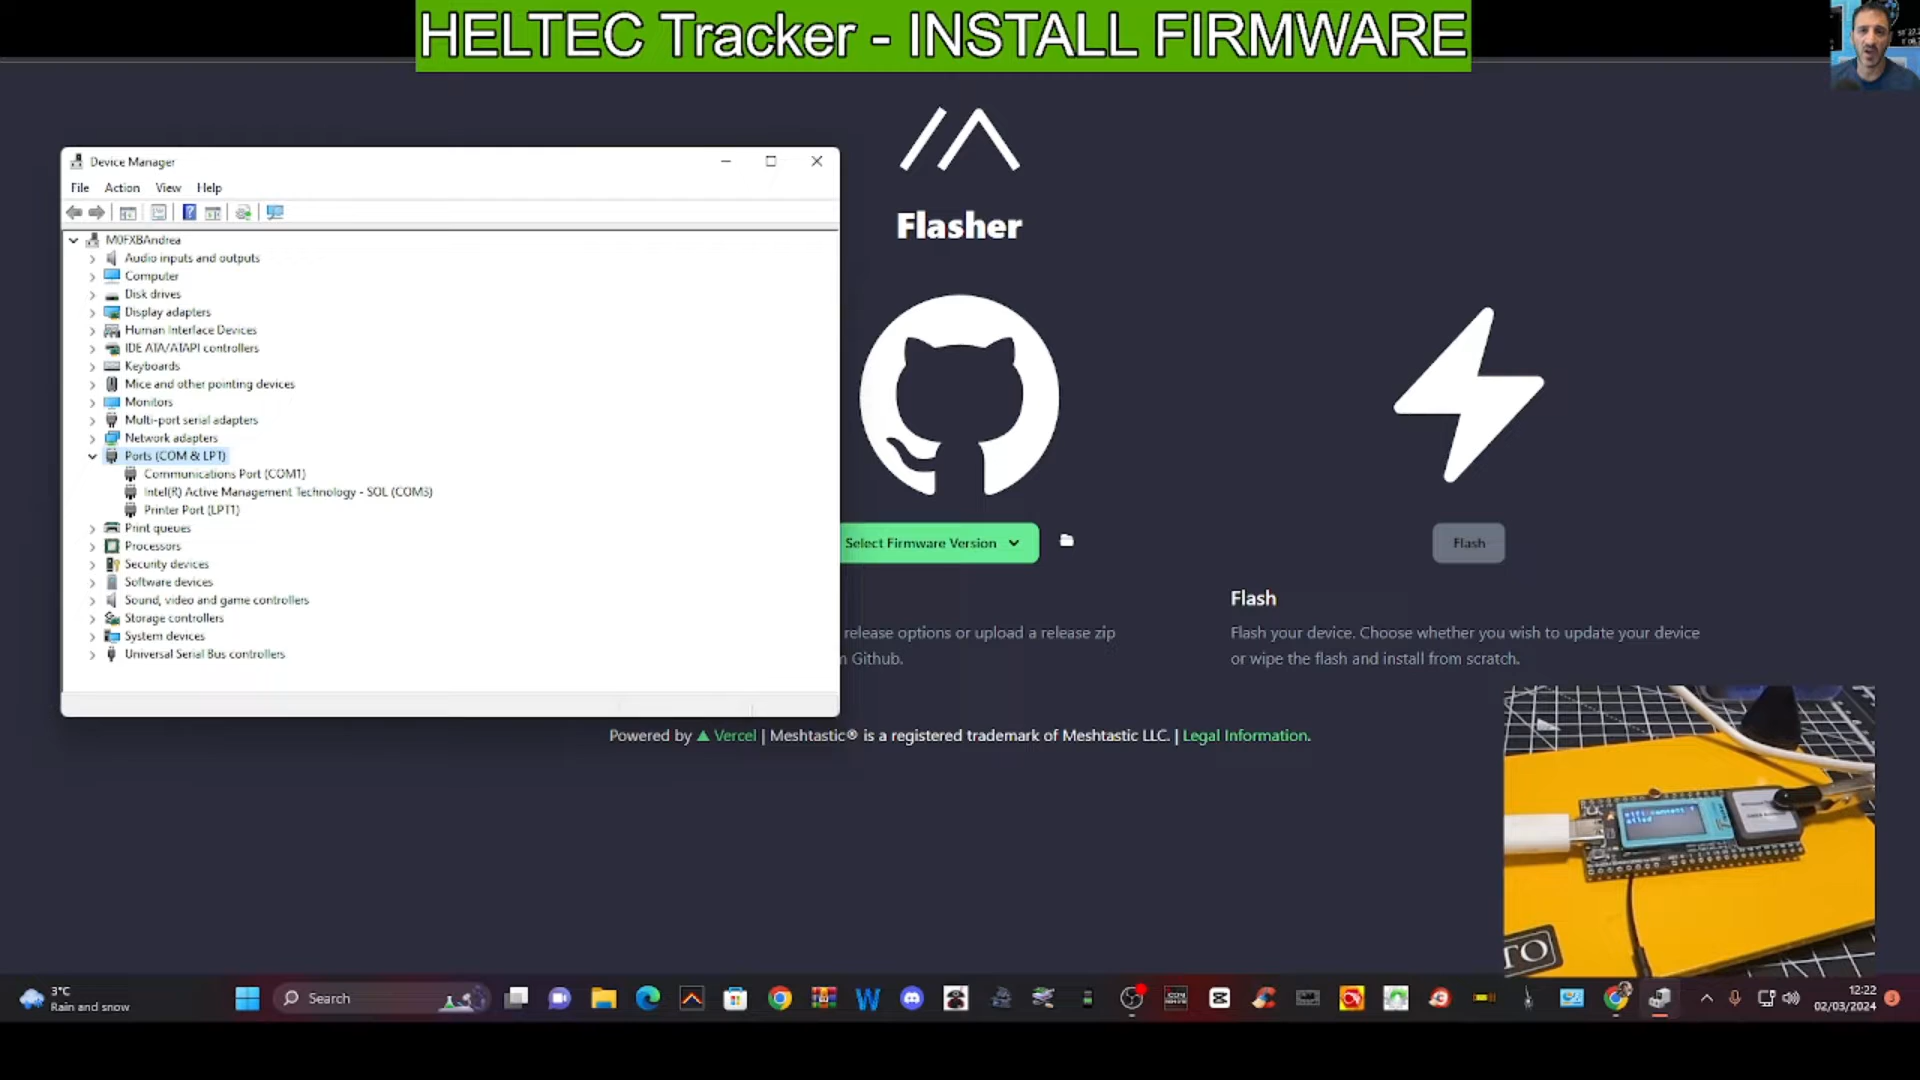 HELTEC Tracker - INSTALL FIRMWARE
Device Manager
File Action View Help
M0FXBAndrea
Audio inputs and outputs
Computer
Disk drives
Display adapters
Human Interface Devices
IDE ATA/ATAPI controllers
Keyboards
Mice and other pointing devices
Monitors
Multi-port serial adapters
Network adapters
Ports (COM & LPT)
Communications Port (COM1)
Intel(R) Active Management Technology - SOL (COM3)
Printer Port (LPT1)
Print queues
Processors
Security devices
Software devices
Sound, video and game controllers
Storage controllers
System devices
Universal Serial Bus controllers
Flasher
Select Firmware Version
release options or upload a release zip
Github.
Flash
Flash
Flash your device. Choose whether you wish to update your device
or wipe the flash and install from scratch.
Powered by ▲ Vercel | Meshtastic® is a registered trademark of Meshtastic LLC. | Legal Information.
TO
3°C
Rain and snow
Search
12:22
02/03/2024